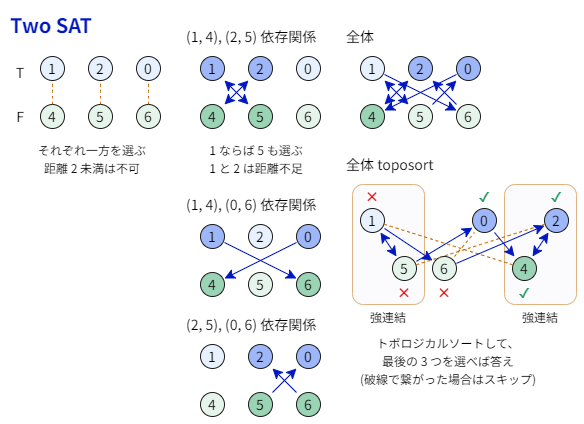 Two SAT
T 1 2 0
F 4 5 6
それぞれ一方を選ぶ
距離 2 未満は不可
(1, 4), (2, 5) 依存関係
1 2 0
4 5 6
1 ならば 5 も選ぶ
1 と 2 は距離不足
(1, 4), (0, 6) 依存関係
1 2 0
4 5 6
(2, 5), (0, 6) 依存関係
1 2 0
4 5 6
全体
1 2 0
4 5 6
全体 toposort
× ✓ ✓
1 0 2
5 6 4
× × ✓
強連結 強連結
トポロジカルソートして、
最後の 3 つを選べば答え
(破線で繋がった場合はスキップ)